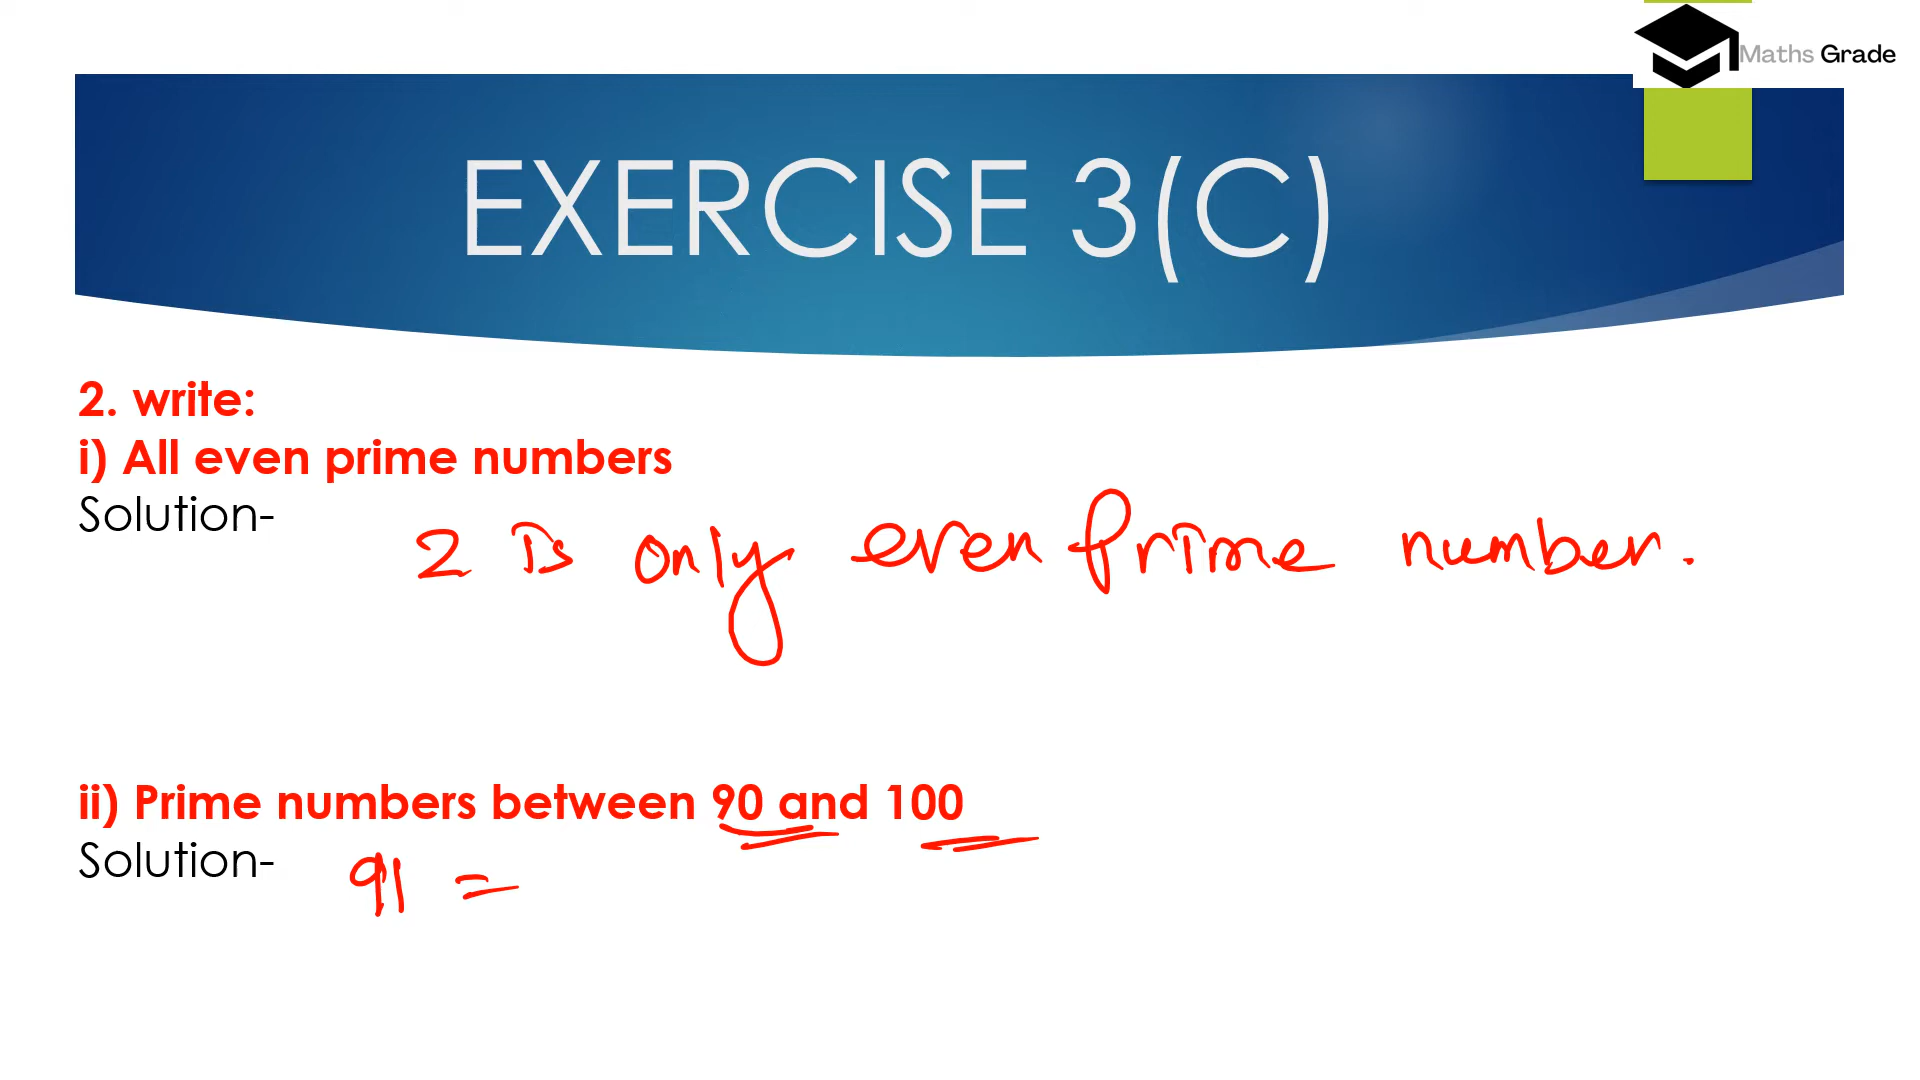 Maths Grade
EXERCISE 3(C)
2. write:
i) All even prime numbers
Solution-
2 is only even Prime number.
ii) Prime numbers between 90 and 100
Solution-
91 =